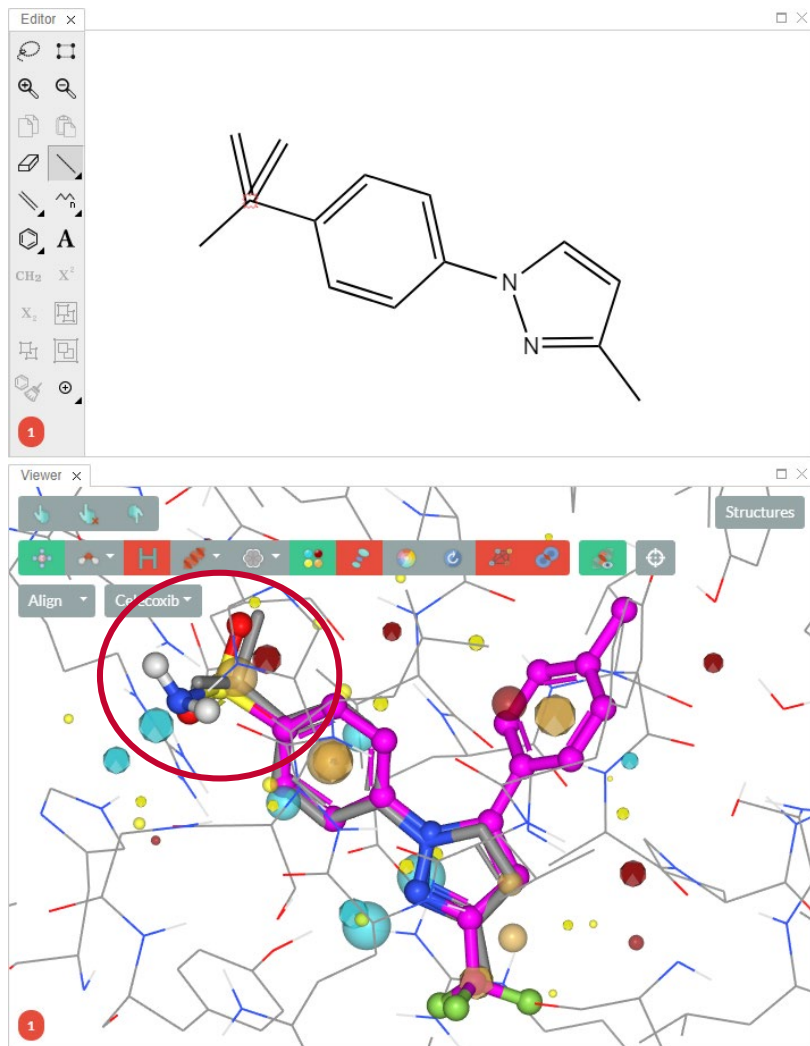 Editor ×
n
A
CH2 X²
X₂
1
N
N
Viewer ×
Structures
H
Align Celecoxib
1